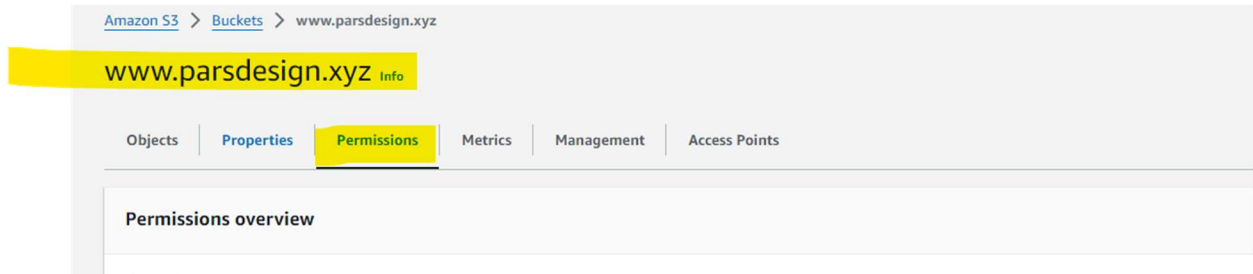 Amazon S3 > Buckets > www.parsdesign.xyz
www.parsdesign.xyz Info
Objects Properties Permissions Metrics Management Access Points
Permissions overview